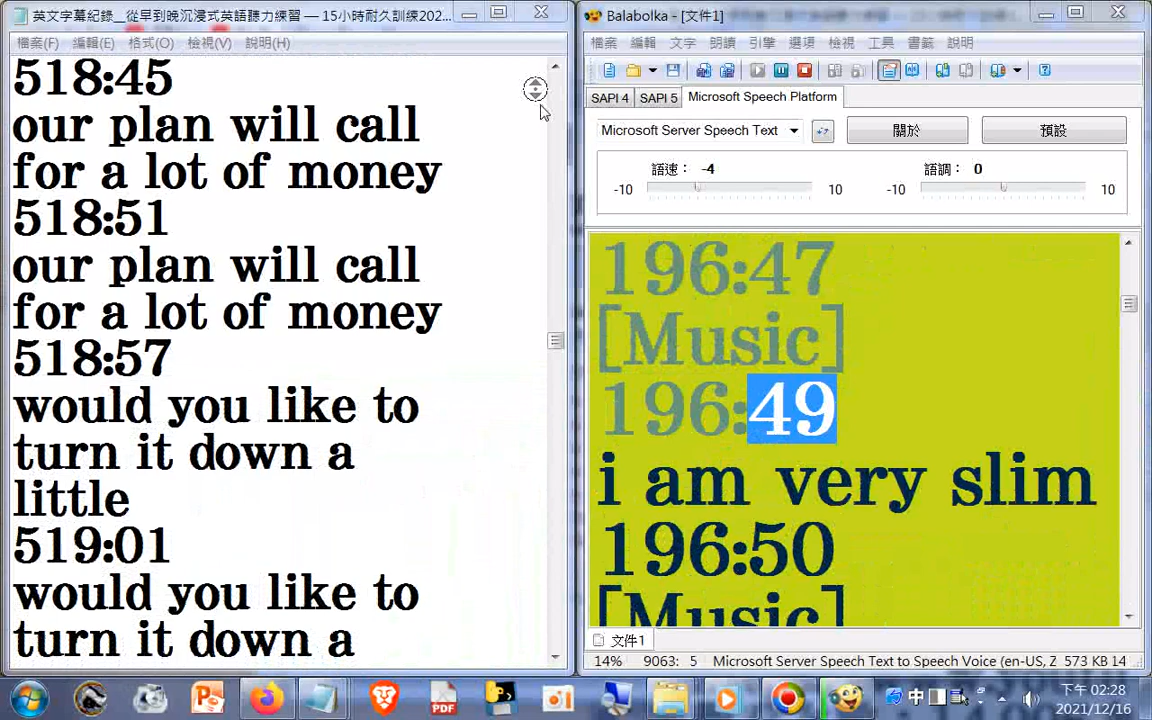 英文字幕紀錄__從早到晚沉浸式英語聽力練習 — 15小時耐久訓練202...
檔案(F) 編輯(E) 格式(O) 檢視(V) 說明(H)
518:45
our plan will call
for a lot of money
518:51
our plan will call
for a lot of money
518:57
would you like to
turn it down a
little
519:01
would you like to
turn it down a
Balabolka - [文件1]
檔案 編輯 文字 朗讀 引擎 選項 檢視 工具 書籤 說明
SAPI 4 SAPI 5 Microsoft Speech Platform
Microsoft Server Speech Text 關於 預設
語速: -4 語調: 0
-10 10 -10 10
196:47
[Music]
196:49
i am very slim
196:50
[Music]
文件1
14% 9063: 5 Microsoft Server Speech Text to Speech Voice (en-US, Z 573 KB 14
PDF
中
下午 02:28
2021/12/16